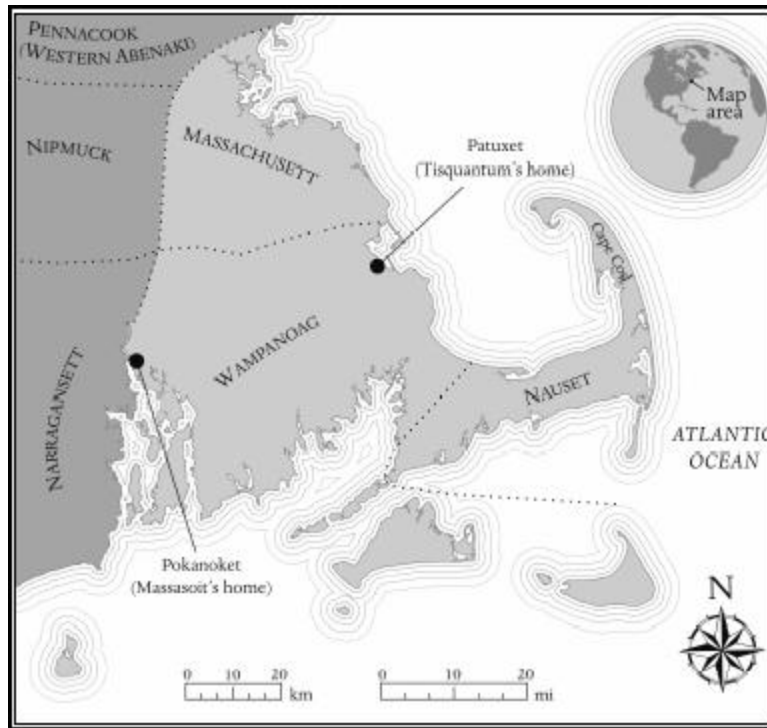 PENNACOOK
(WESTERN ABENAKI)
Map
area
NIPMUCK
MASSACHUSETT
Patuxet
(Tisquantum's home)
Cape Cod
WAMPANOAG
NARRAGANSETT
NAUSET
ATLANTIC
OCEAN
Pokanoket
(Massasoit's home)
N
0 10 20
km
0 10 20
mi